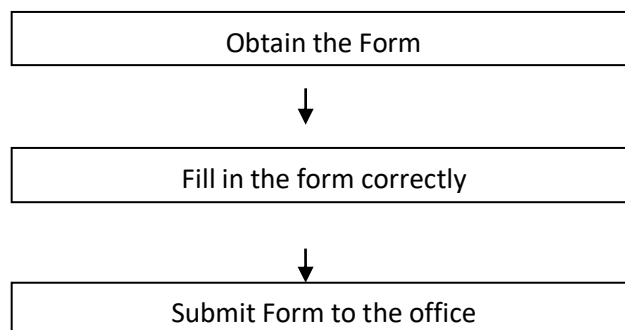 Obtain the Form
Fill in the form correctly
Submit Form to the office